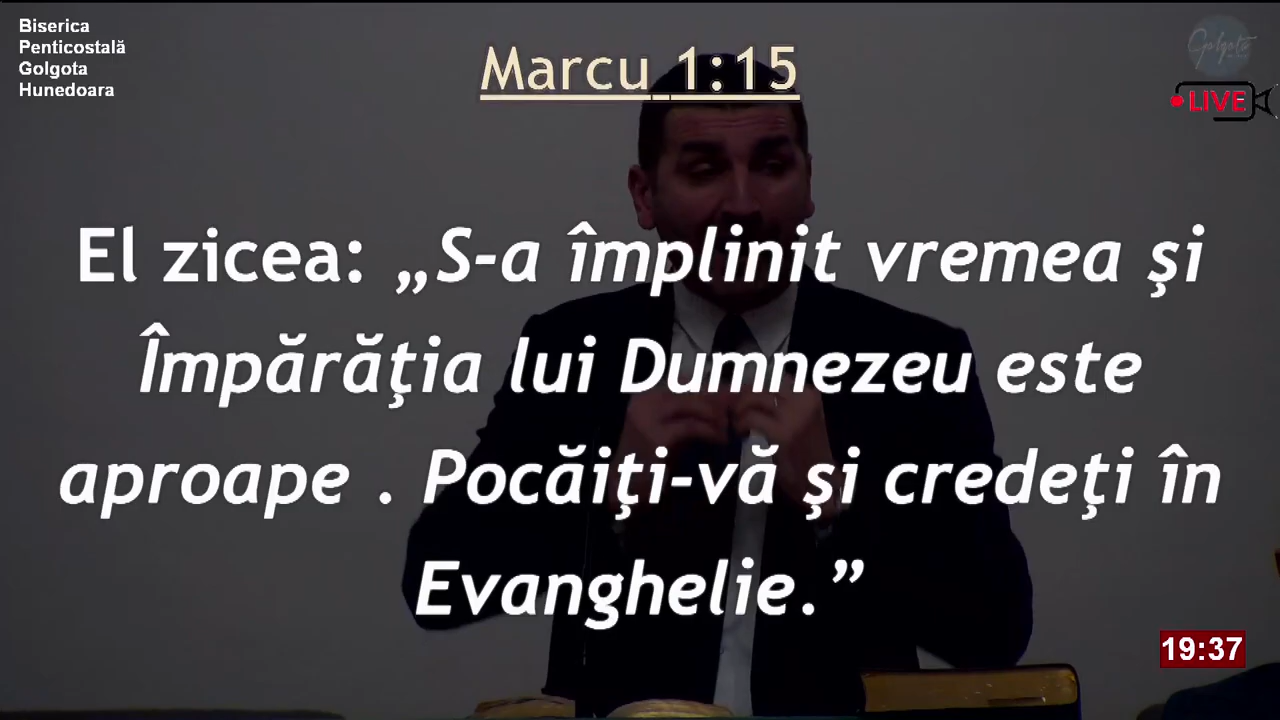 Biserica
Penticostală
Golgota
Hunedoara
Marcu 1:15
Golgota
LIVE
El zicea: „S-a împlinit vremea şi
Împărăţia lui Dumnezeu este
aproape . Pocăiţi-vă şi credeţi în
Evanghelie.”
19:37